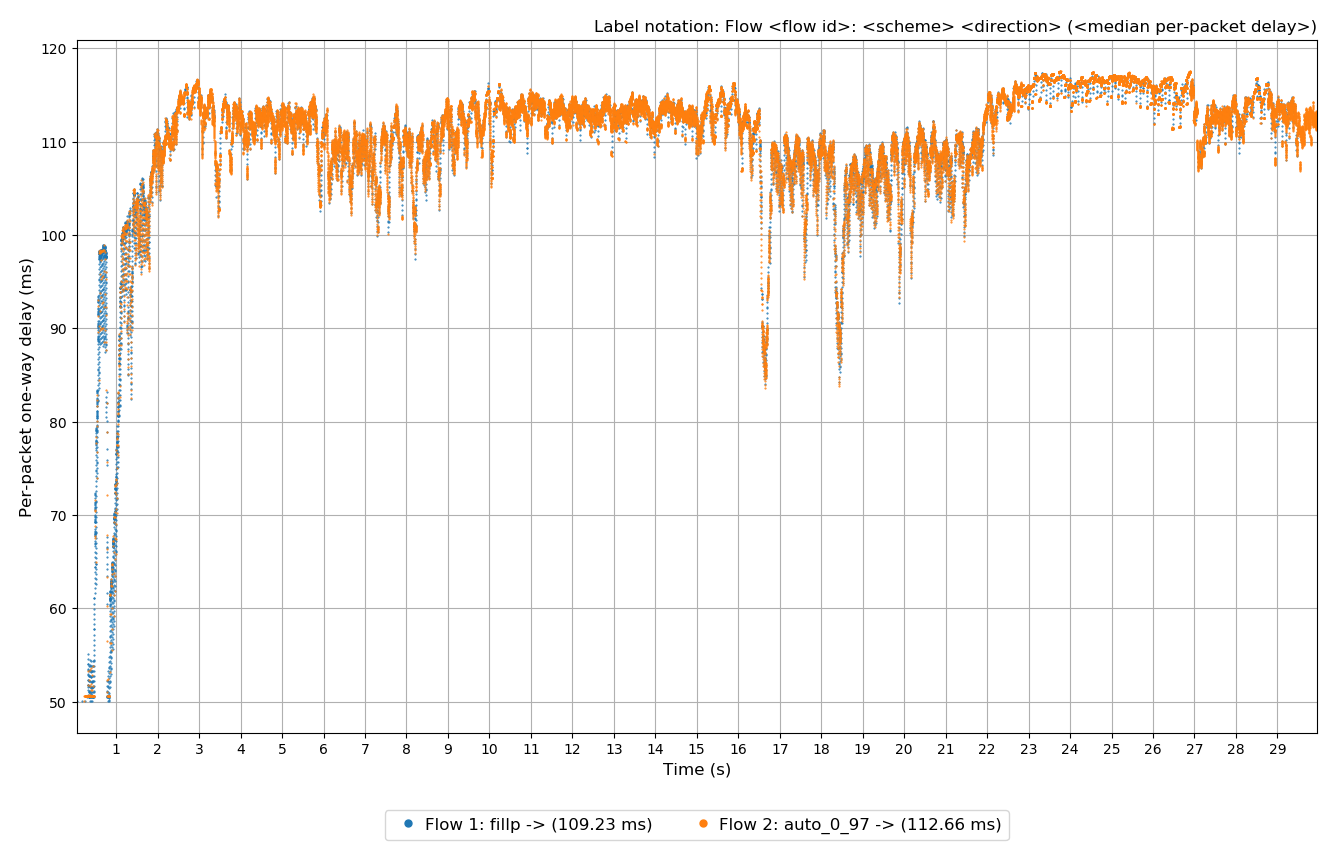 Label notation: Flow <flow id>: <scheme> <direction> (<median per-packet delay>)
120
110
100
90
80
70
60
50
Per-packet one-way delay (ms)
1 2 3 4 5 6 7 8 9 10 11 12 13 14 15 16 17 18 19 20 21 22 23 24 25 26 27 28 29
Time (s)
Flow 1: fillp -> (109.23 ms) Flow 2: auto_0_97 -> (112.66 ms)